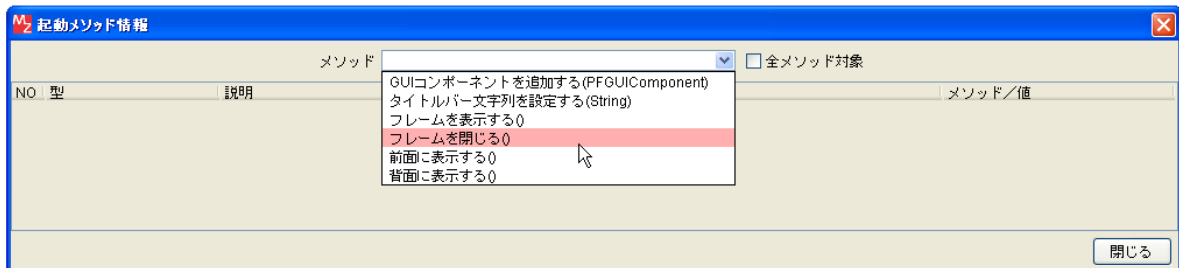 MZ 起動メソッド情報
メソッド 全メソッド対象
GUIコンポーネントを追加する(PFGUIComponent)
NO 型 説明 メソッド/値
タイトルバー文字列を設定する(String)
フレームを表示する()
フレームを閉じる()
前面に表示する()
背面に表示する()
閉じる